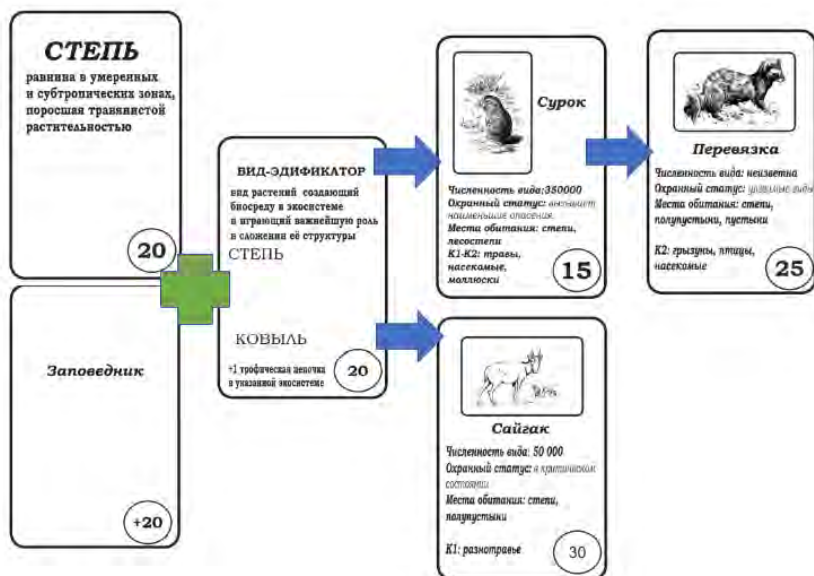 СТЕПЬ
равнина в умеренных
и субтропических зонах,
поросшая травянистой
растительностью
20
Заповедник
+20
ВИД-ЭДИФИКАТОР
вид растений создающий
биосреду в экосистеме
и играющий важнейшую роль
в сложении её структуры
СТЕПЬ
КОВЫЛЬ
+1 трофическая цепочка
в указанной экосистеме
20
Сурок
Численность вида:350000
Охранный статус: вызывает
наименьшие опасения.
Места обитания: степи,
лесостепи
К1-К2: травы,
насекомые,
моллюски
15
Перевязка
Численность вида: неизветна
Охранный статус: уязвимые виды
Места обитания: степи,
полупустыни, пустыни
К2: грызуны, птицы,
насекомые
25
Сайгак
Численность вида: 50 000
Охранный статус: в критическом
состоянии
Места обитания: степи,
полупустыни
К1: разнотравье
30